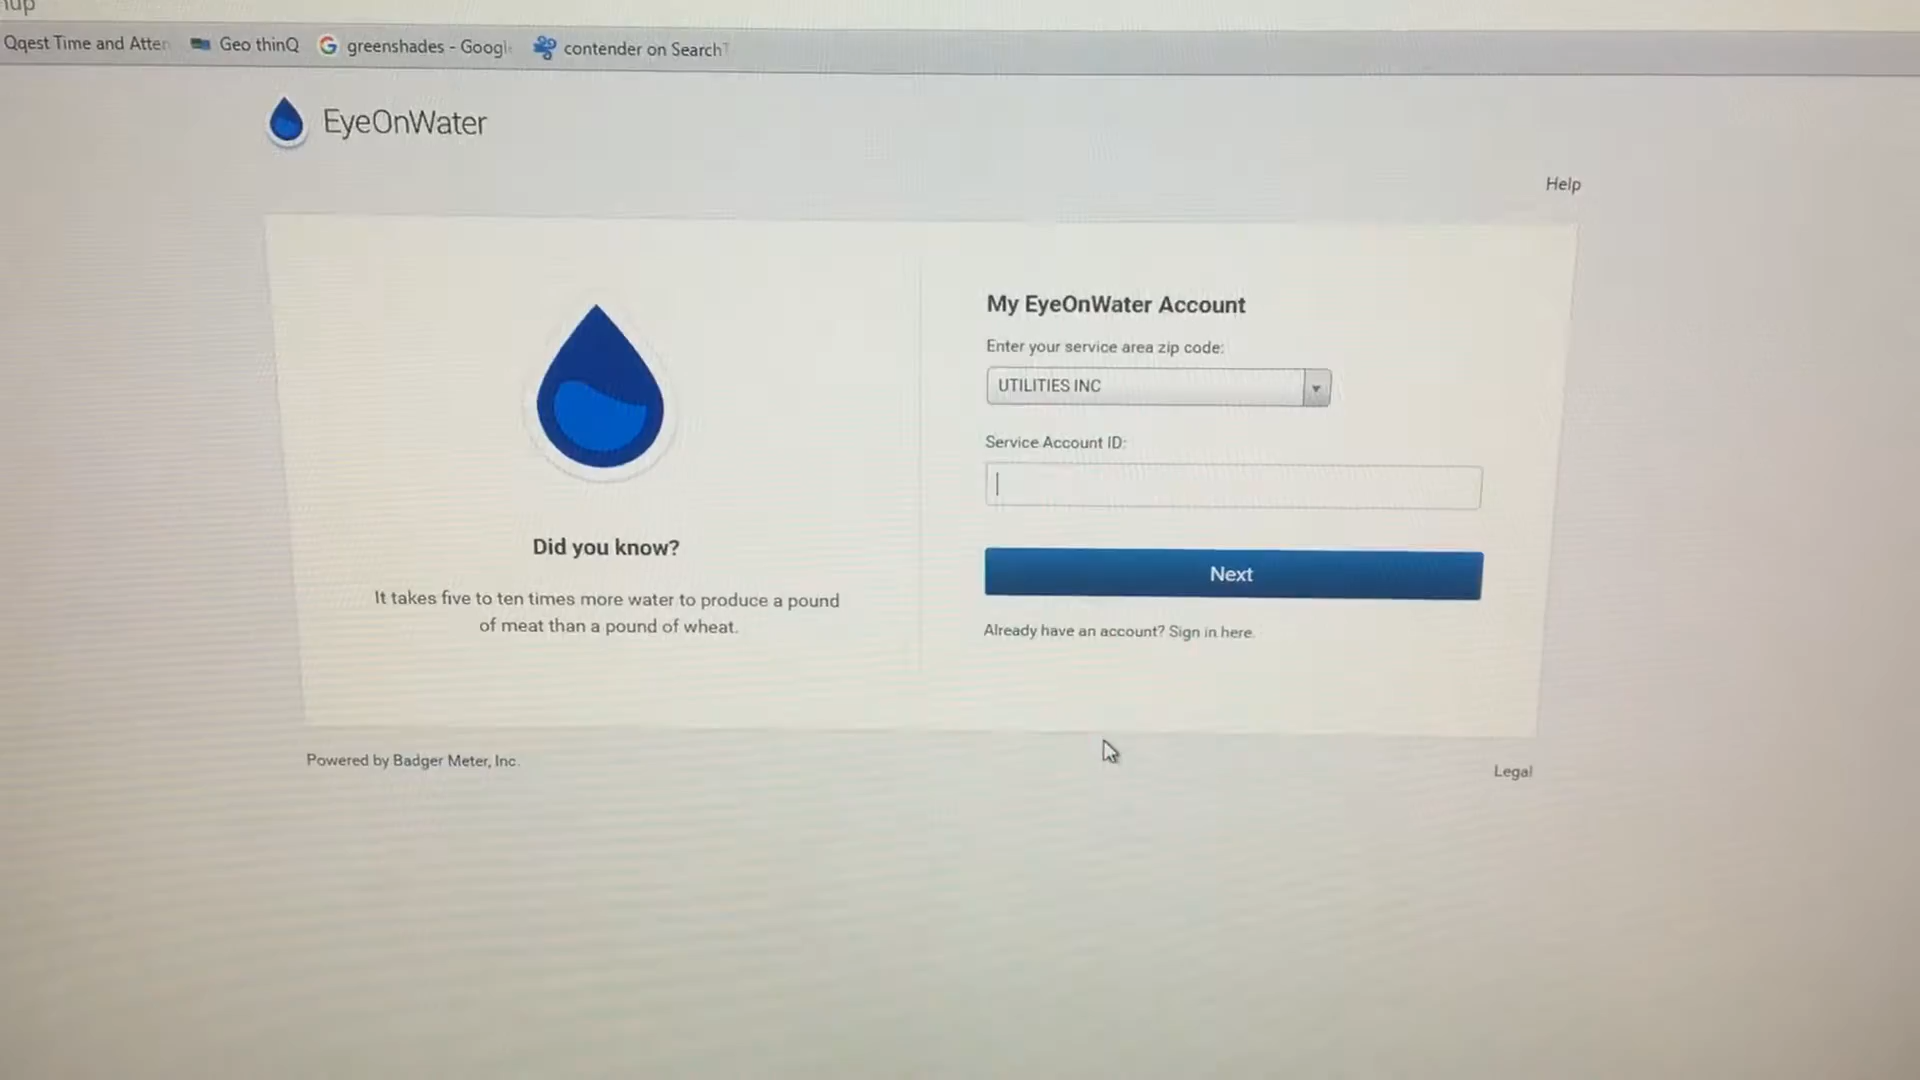 Qqest Time and Atten Geo thinQ greenshades - Googl contender on Search
EyeOnWater
Help
My EyeOnWater Account
Enter your service area zip code:
UTILITIES INC
Service Account ID:
Next
Already have an account? Sign in here.
Did you know?
It takes five to ten times more water to produce a pound
of meat than a pound of wheat.
Powered by Badger Meter, Inc.
Legal